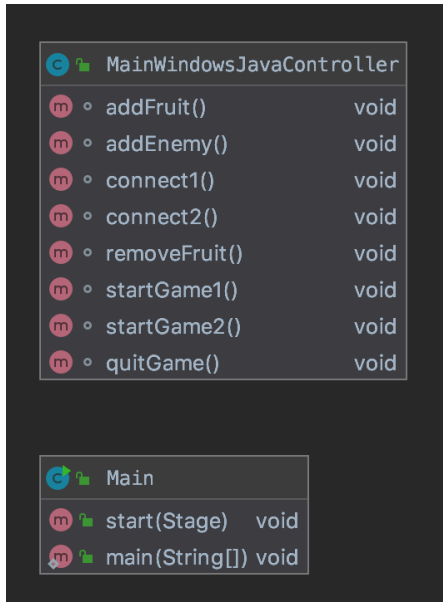 MainWindowsJavaController
addFruit() void
addEnemy() void
connect1() void
connect2() void
removeFruit() void
startGame1() void
startGame2() void
quitGame() void
Main
start(Stage) void
main(String[]) void